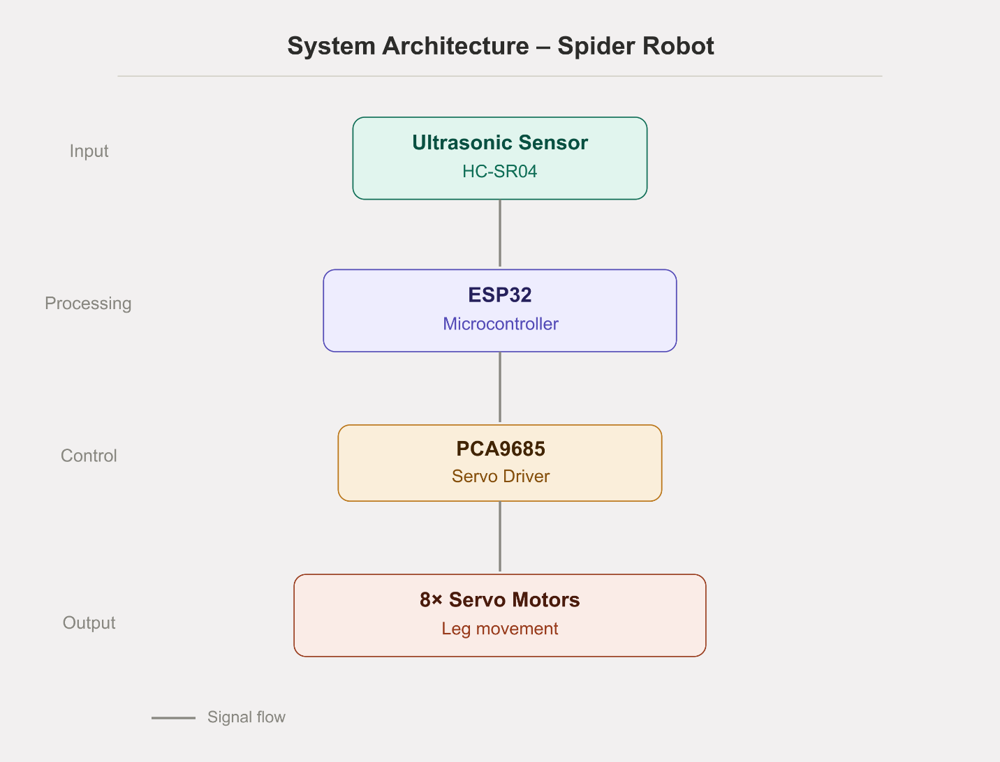 System Architecture – Spider Robot
Input
Ultrasonic Sensor
HC-SR04
Processing
ESP32
Microcontroller
Control
PCA9685
Servo Driver
Output
8× Servo Motors
Leg movement
Signal flow